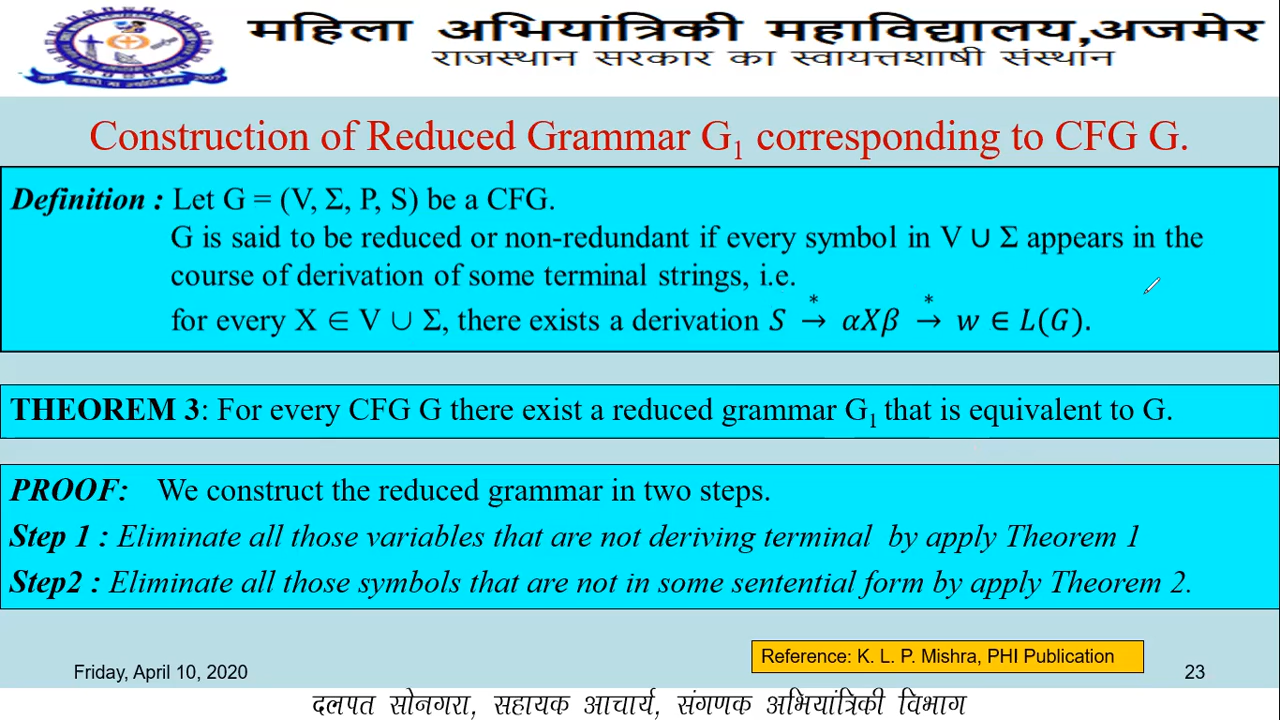 महिला अभियांत्रिकी महाविद्यालय,अजमेर
राजस्थान सरकार का स्वायत्तशाषी संस्थान
Construction of Reduced Grammar G₁ corresponding to CFG G.
Definition : Let G = (V, Σ, P, S) be a CFG.
G is said to be reduced or non-redundant if every symbol in V ∪ Σ appears in the
course of derivation of some terminal strings, i.e.
for every X ∈ V ∪ Σ, there exists a derivation S →* αXβ →* w ∈ L(G).
THEOREM 3: For every CFG G there exist a reduced grammar G₁ that is equivalent to G.
PROOF: We construct the reduced grammar in two steps.
Step 1 : Eliminate all those variables that are not deriving terminal by apply Theorem 1
Step2 : Eliminate all those symbols that are not in some sentential form by apply Theorem 2.
Reference: K. L. P. Mishra, PHI Publication
Friday, April 10, 2020
23
दलपत सोनगरा, सहायक आचार्य, संगणक अभियांत्रिकी विभाग